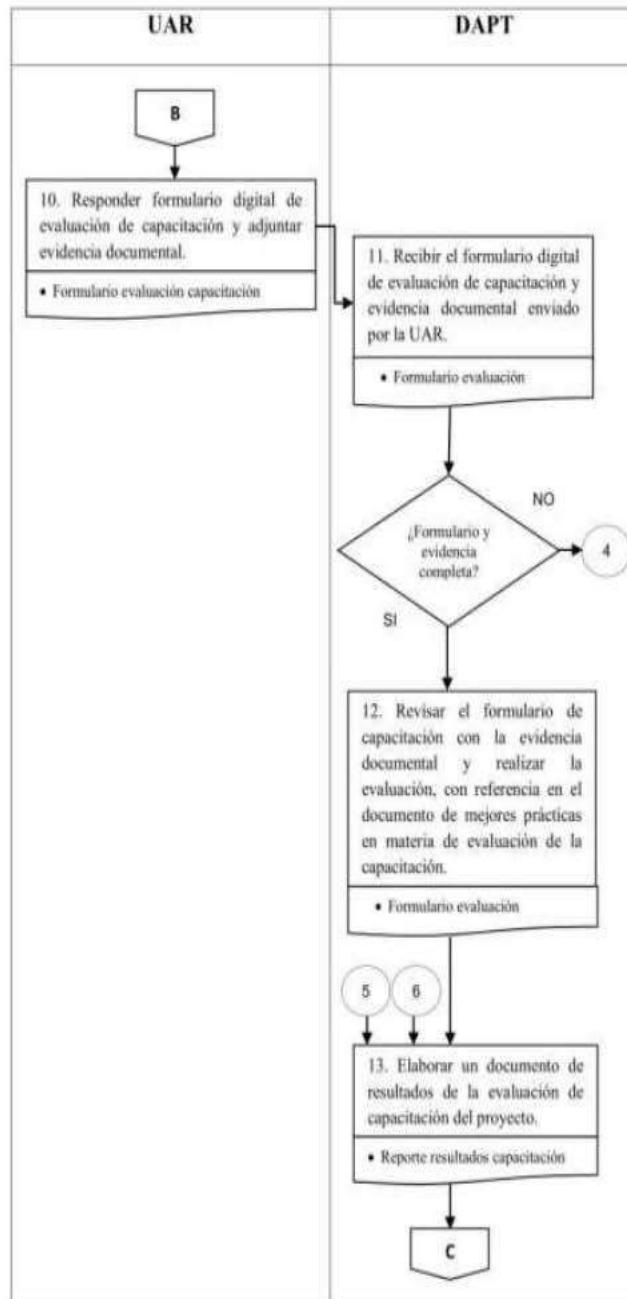 UAR
DAPT
B
10. Responder formulario digital de
evaluación de capacitación y adjuntar
evidencia documental.
• Formulario evaluación capacitación
11. Recibir el formulario digital
de evaluación de capacitación y
evidencia documental enviado
por la UAR.
• Formulario evaluación
¿Formulario y
evidencia
completa?
NO
4
SI
12. Revisar el formulario de
capacitación con la evidencia
documental y realizar la
evaluación, con referencia en el
documento de mejores prácticas
en materia de evaluación de la
capacitación.
• Formulario evaluación
5
6
13. Elaborar un documento de
resultados de la evaluación de
capacitación del proyecto.
• Reporte resultados capacitación
C